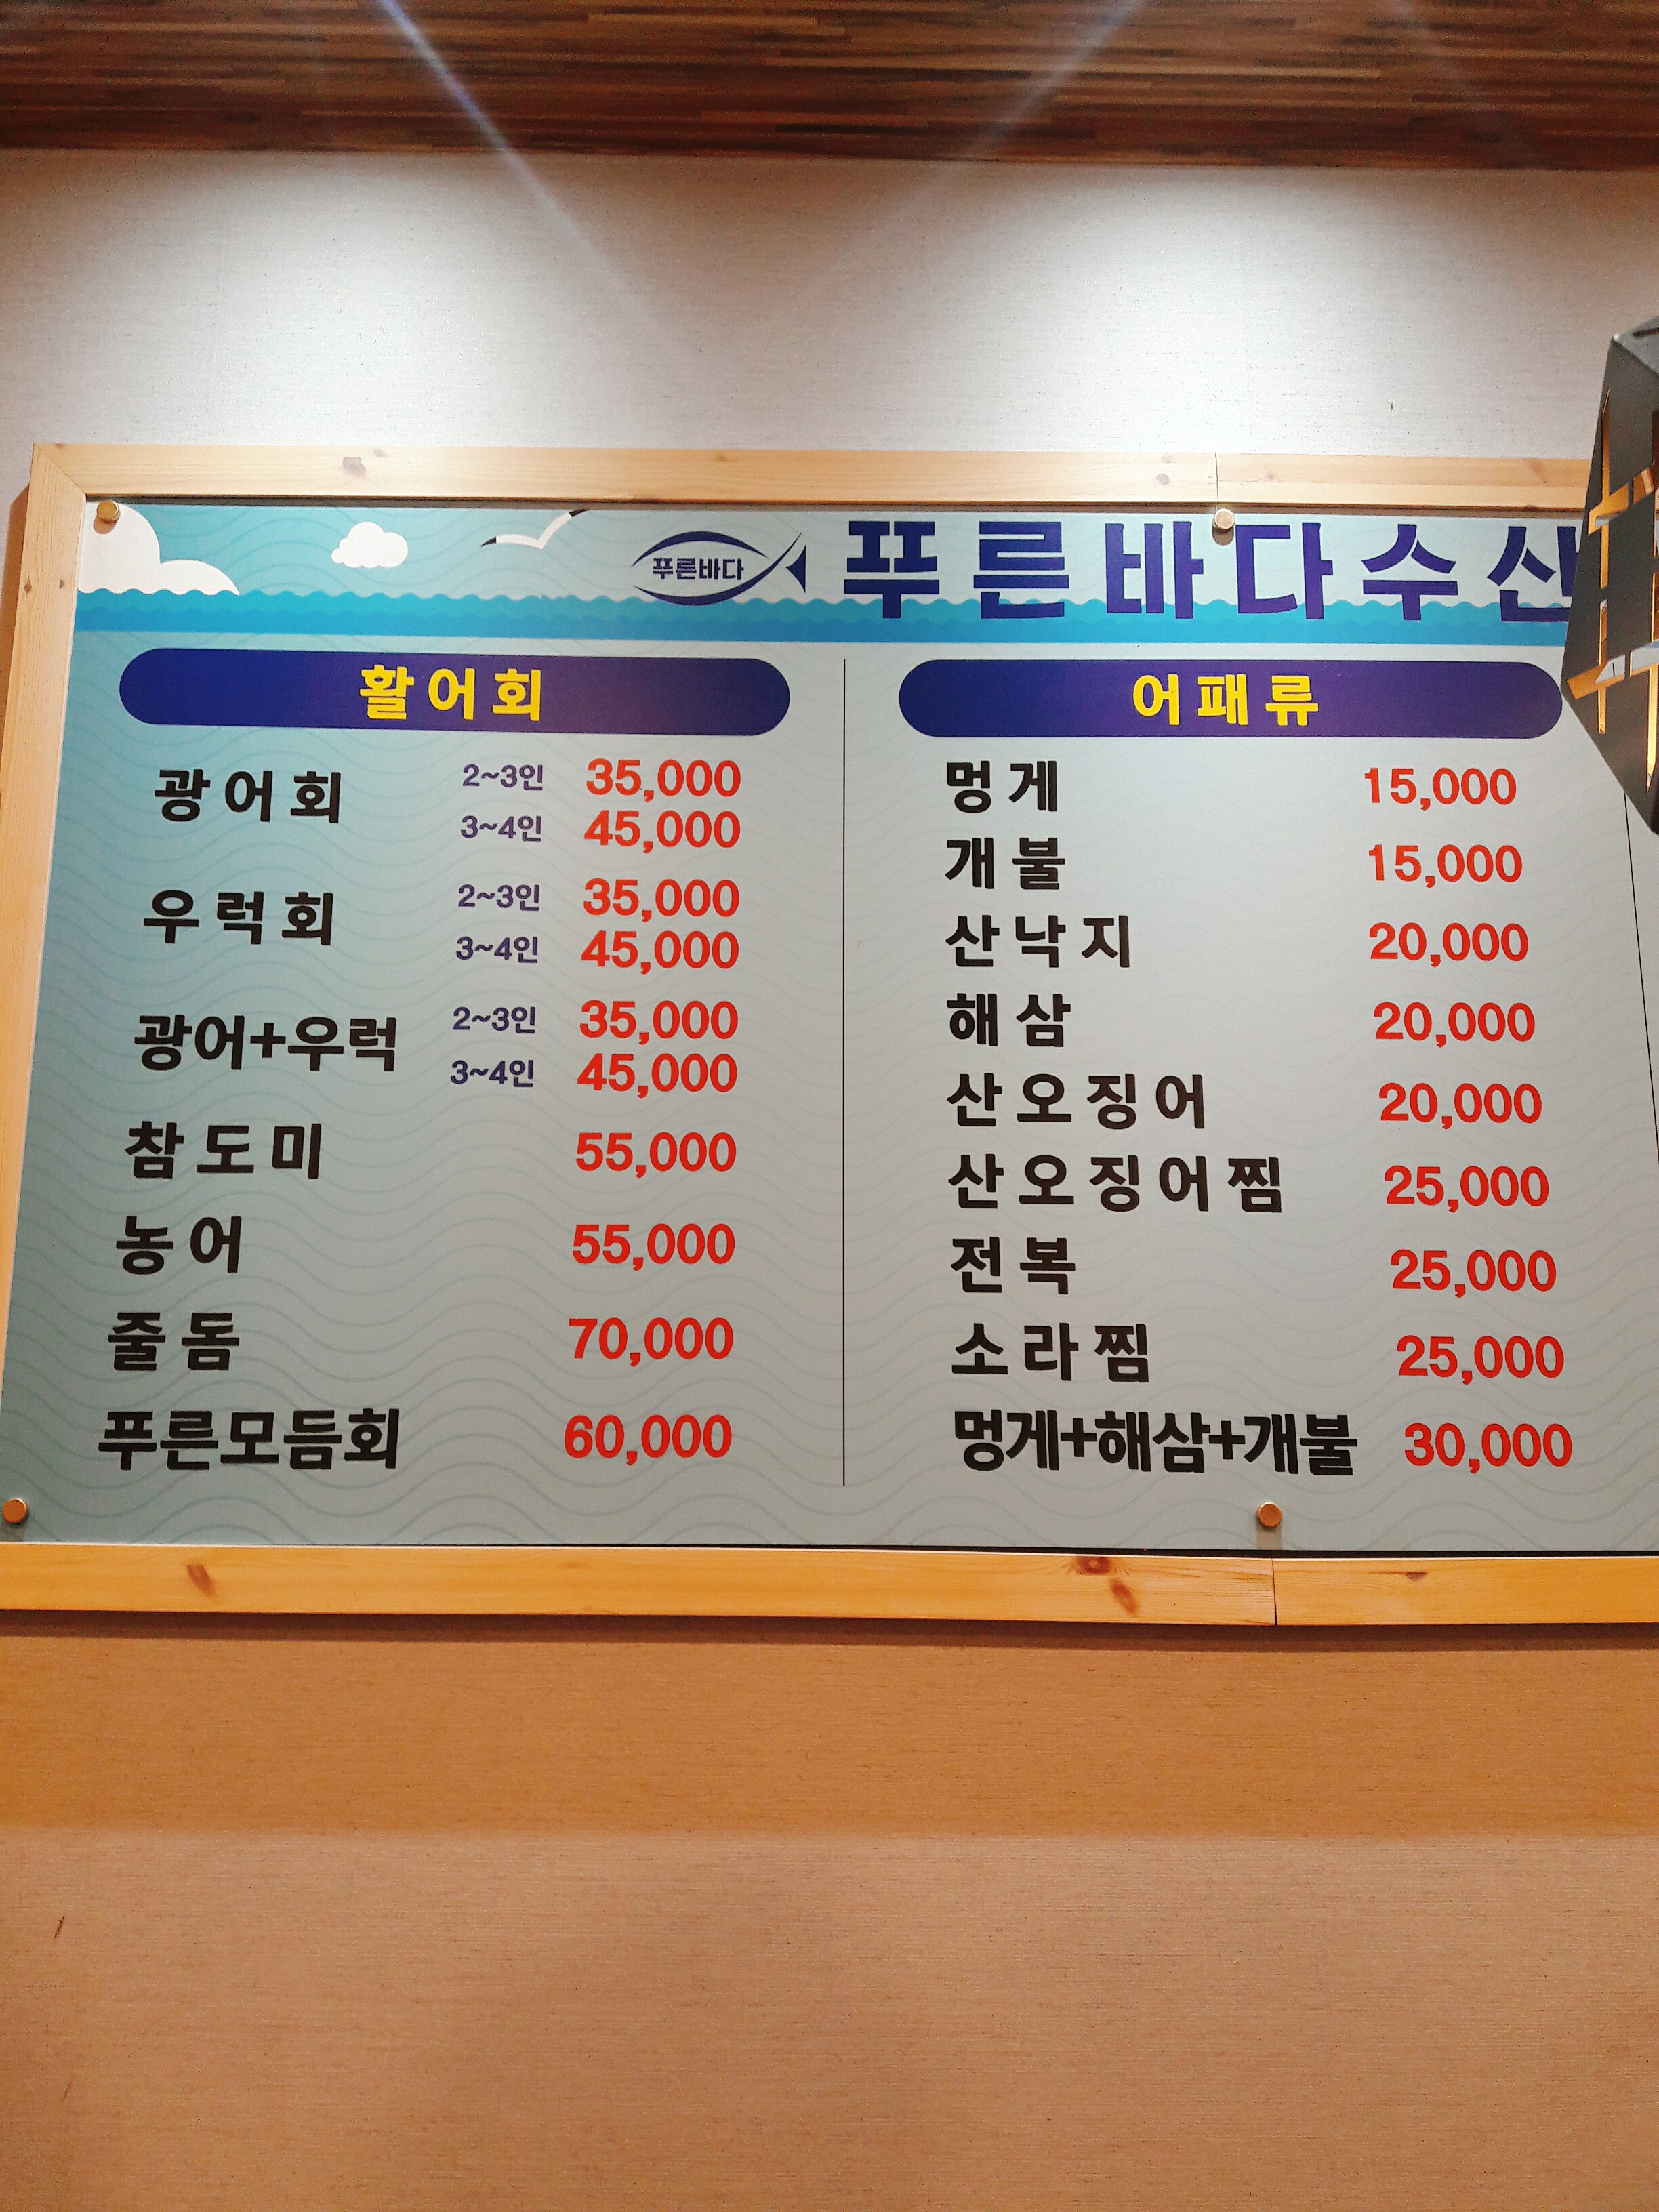 푸른바다
푸른바다수산
활어회
광어회 2~3인 35,000
3~4인 45,000
우럭회 2~3인 35,000
3~4인 45,000
광어+우럭 2~3인 35,000
3~4인 45,000
참도미 55,000
농어 55,000
줄돔 70,000
푸른모듬회 60,000
어패류
멍게 15,000
개불 15,000
산낙지 20,000
해삼 20,000
산오징어 20,000
산오징어찜 25,000
전복 25,000
소라찜 25,000
멍게+해삼+개불 30,000